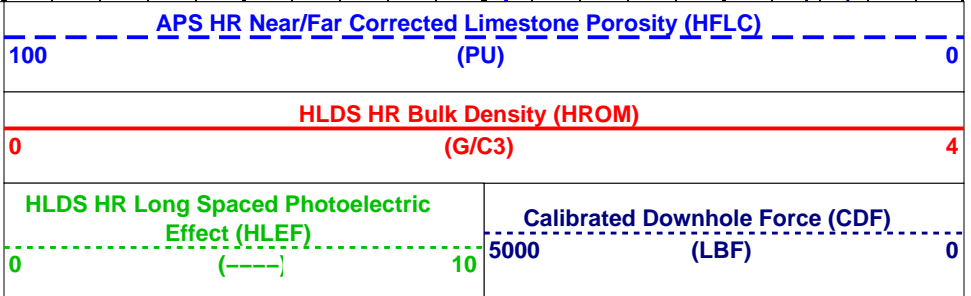 APS HR Near/Far Corrected Limestone Porosity (HFLC)
100 (PU) 0
HLDS HR Bulk Density (HROM)
0 (G/C3) 4
HLDS HR Long Spaced Photoelectric
Effect (HLEF)
0 (----) 10
Calibrated Downhole Force (CDF)
5000 (LBF) 0